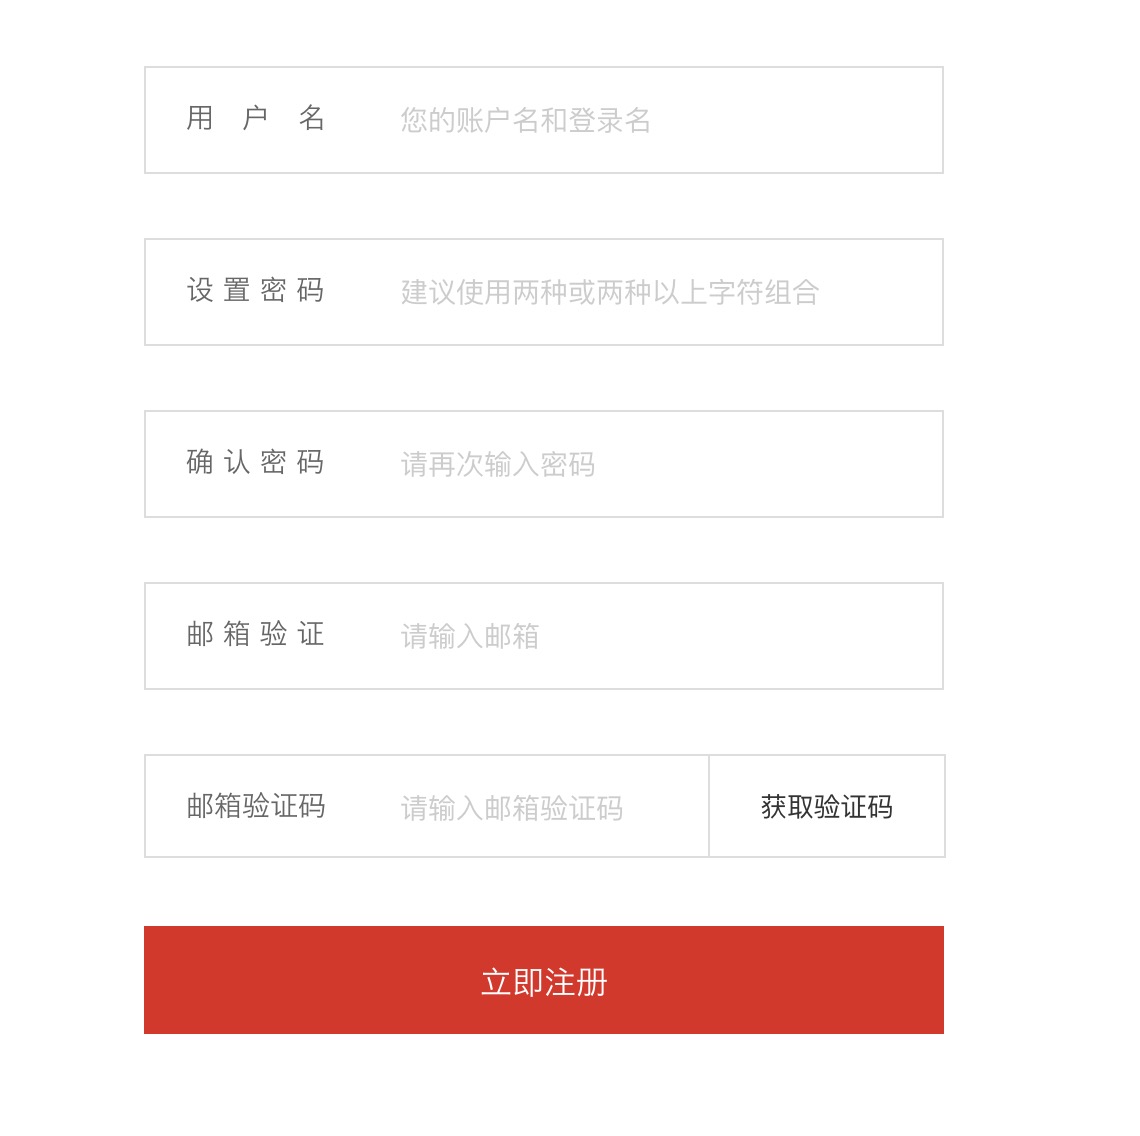 用 户 名 您的账户名和登录名
设 置 密 码 建议使用两种或两种以上字符组合
确 认 密 码 请再次输入密码
邮 箱 验 证 请输入邮箱
邮箱验证码 请输入邮箱验证码 获取验证码
立即注册